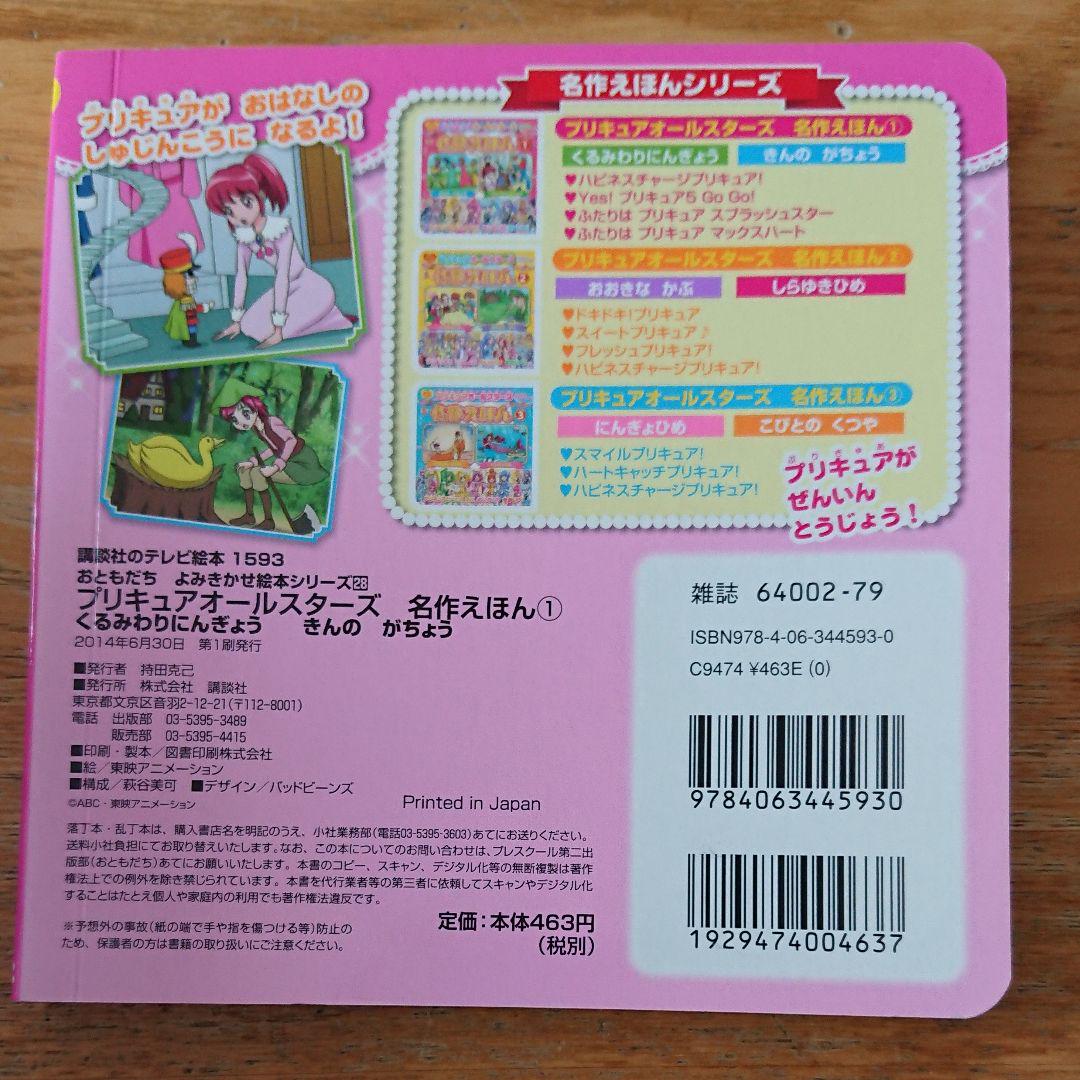 プリキュアが おはなしの
しゅじんこうに なるよ！
名作えほんシリーズ
プリキュアオールスターズ 名作えほん①
くるみわりにんぎょう きんの がちょう
♥ハピネスチャージプリキュア!
♥Yes! プリキュア5 Go Go!
♥ふたりは プリキュア スプラッシュスター
♥ふたりは プリキュア マックスハート
プリキュアオールスターズ 名作えほん②
おおきな かぶ しらゆきひめ
♥ドキドキ!プリキュア
♥スイートプリキュア♪
♥フレッシュプリキュア!
♥ハピネスチャージプリキュア!
プリキュアオールスターズ 名作えほん③
にんぎょひめ こびとの くつや
♥スマイルプリキュア!
♥ハートキャッチプリキュア!
♥ハピネスチャージプリキュア!
プリキュアが
ぜんいん
とうじょう！
講談社のテレビ絵本 1593
おともだち よみきかせ絵本シリーズ28
プリキュアオールスターズ 名作えほん①
くるみわりにんぎょう きんの がちょう
2014年6月30日 第1刷発行
■発行者 持田克己
■発行所 株式会社 講談社
東京都文京区音羽2-12-21(〒112-8001)
電話 出版部 03-5395-3489
販売部 03-5395-4415
■印刷・製本／図書印刷株式会社
■絵／東映アニメーション
■構成／萩谷美可 ■デザイン／バッドビーンズ
©ABC・東映アニメーション
Printed in Japan
落丁本・乱丁本は、購入書店名を明記のうえ、小社業務部(電話03-5395-3603)あてにお送りください。
送料小社負担にてお取り替えいたします。なお、この本についてのお問い合わせは、プレスクール第二出
版部(おともだち)あてにお願いいたします。本書のコピー、スキャン、デジタル化等の無断複製は著作
権法上での例外を除き禁じられています。本書を代行業者等の第三者に依頼してスキャンやデジタル化
することはたとえ個人や家庭内の利用でも著作権法違反です。
※予想外の事故(紙の端で手や指を傷つける等)防止の
ため、保護者の方は書籍の取り扱いにご注意ください。
定価：本体463円
(税別)
雑誌 64002-79
ISBN978-4-06-344593-0
C9474 ¥463E (0)
9784063445930
1929474004637